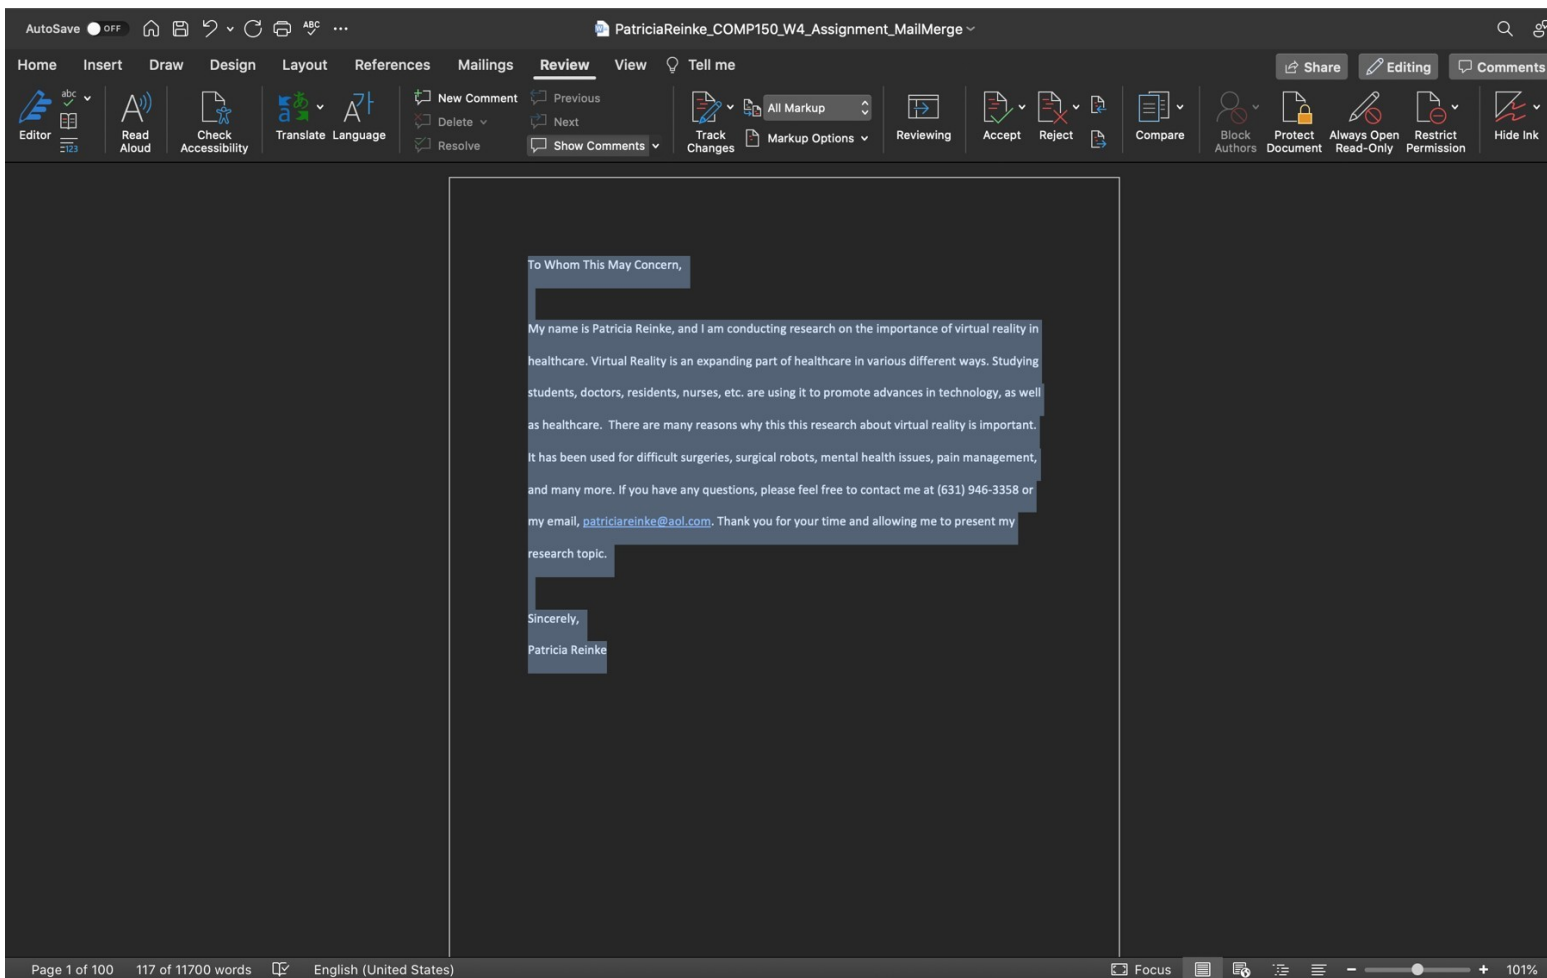 AutoSave OFF ABC ... PatriciaReinke_COMP150_W4_Assignment_MailMerge
Home Insert Draw Design Layout References Mailings Review View Tell me Share Editing Comments
abc New Comment Previous All Markup
Delete Next
Editor Read Aloud Check Accessibility Translate Language Resolve Show Comments Track Changes Markup Options Reviewing Accept Reject Compare Block Authors Protect Document Always Open Read-Only Restrict Permission Hide Ink
123
To Whom This May Concern,
My name is Patricia Reinke, and I am conducting research on the importance of virtual reality in
healthcare. Virtual Reality is an expanding part of healthcare in various different ways. Studying
students, doctors, residents, nurses, etc. are using it to promote advances in technology, as well
as healthcare.  There are many reasons why this this research about virtual reality is important.
It has been used for difficult surgeries, surgical robots, mental health issues, pain management,
and many more. If you have any questions, please feel free to contact me at (631) 946-3358 or
my email, patriciareinke@aol.com. Thank you for your time and allowing me to present my
research topic.
Sincerely,
Patricia Reinke
Page 1 of 100 117 of 11700 words English (United States) Focus 101%